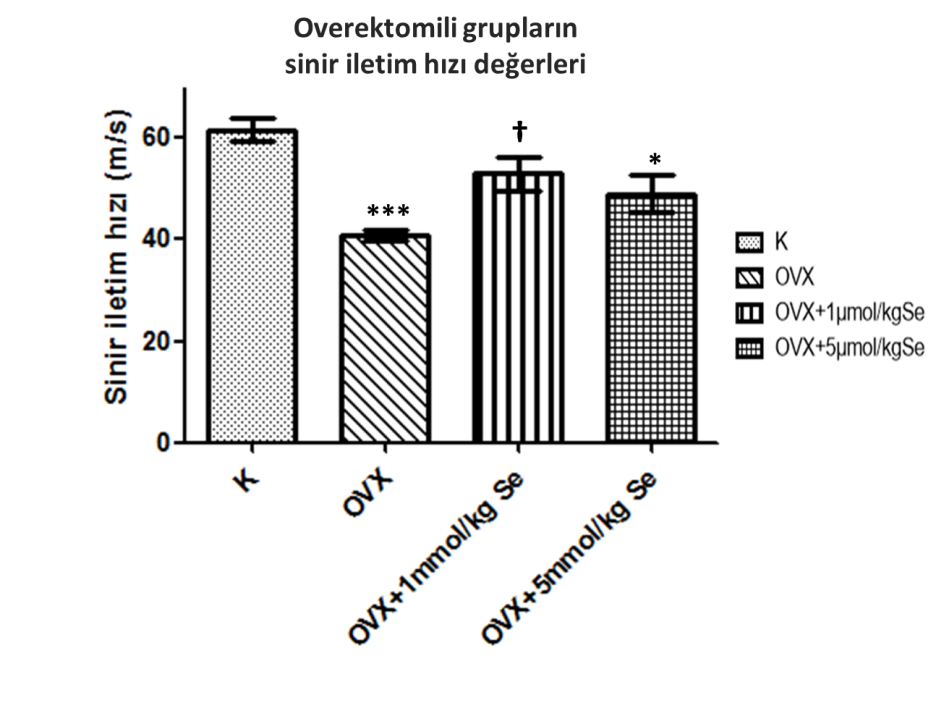 Overektomili grupların
sinir iletim hızı değerleri
Sinir iletim hızı (m/s)
60
40
20
0
***
†
*
K
OVX
OVX+1mmol/kg Se
OVX+5mmol/kg Se
K
OVX
OVX+1μmol/kgSe
OVX+5μmol/kgSe